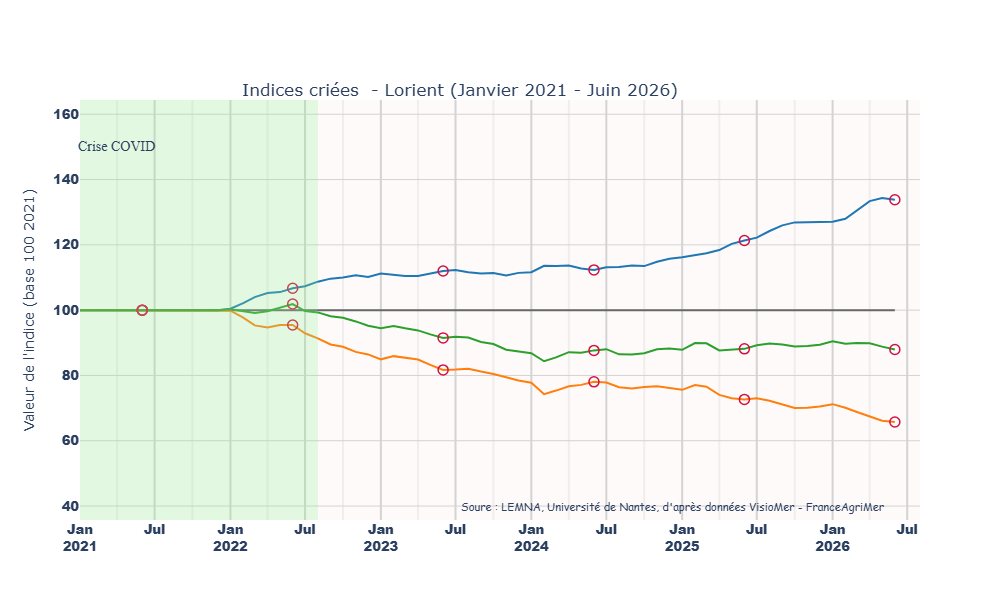 Indices criées  - Lorient (Janvier 2021 - Juin 2026)
Valeur de l'indice (base 100 2021)
160
Crise COVID
140
120
100
80
60
40
Soure : LEMNA, Université de Nantes, d'après données VisioMer - FranceAgriMer
Jan Jul Jan Jul Jan Jul Jan Jul Jan Jul Jan Jul
2021 2022 2023 2024 2025 2026